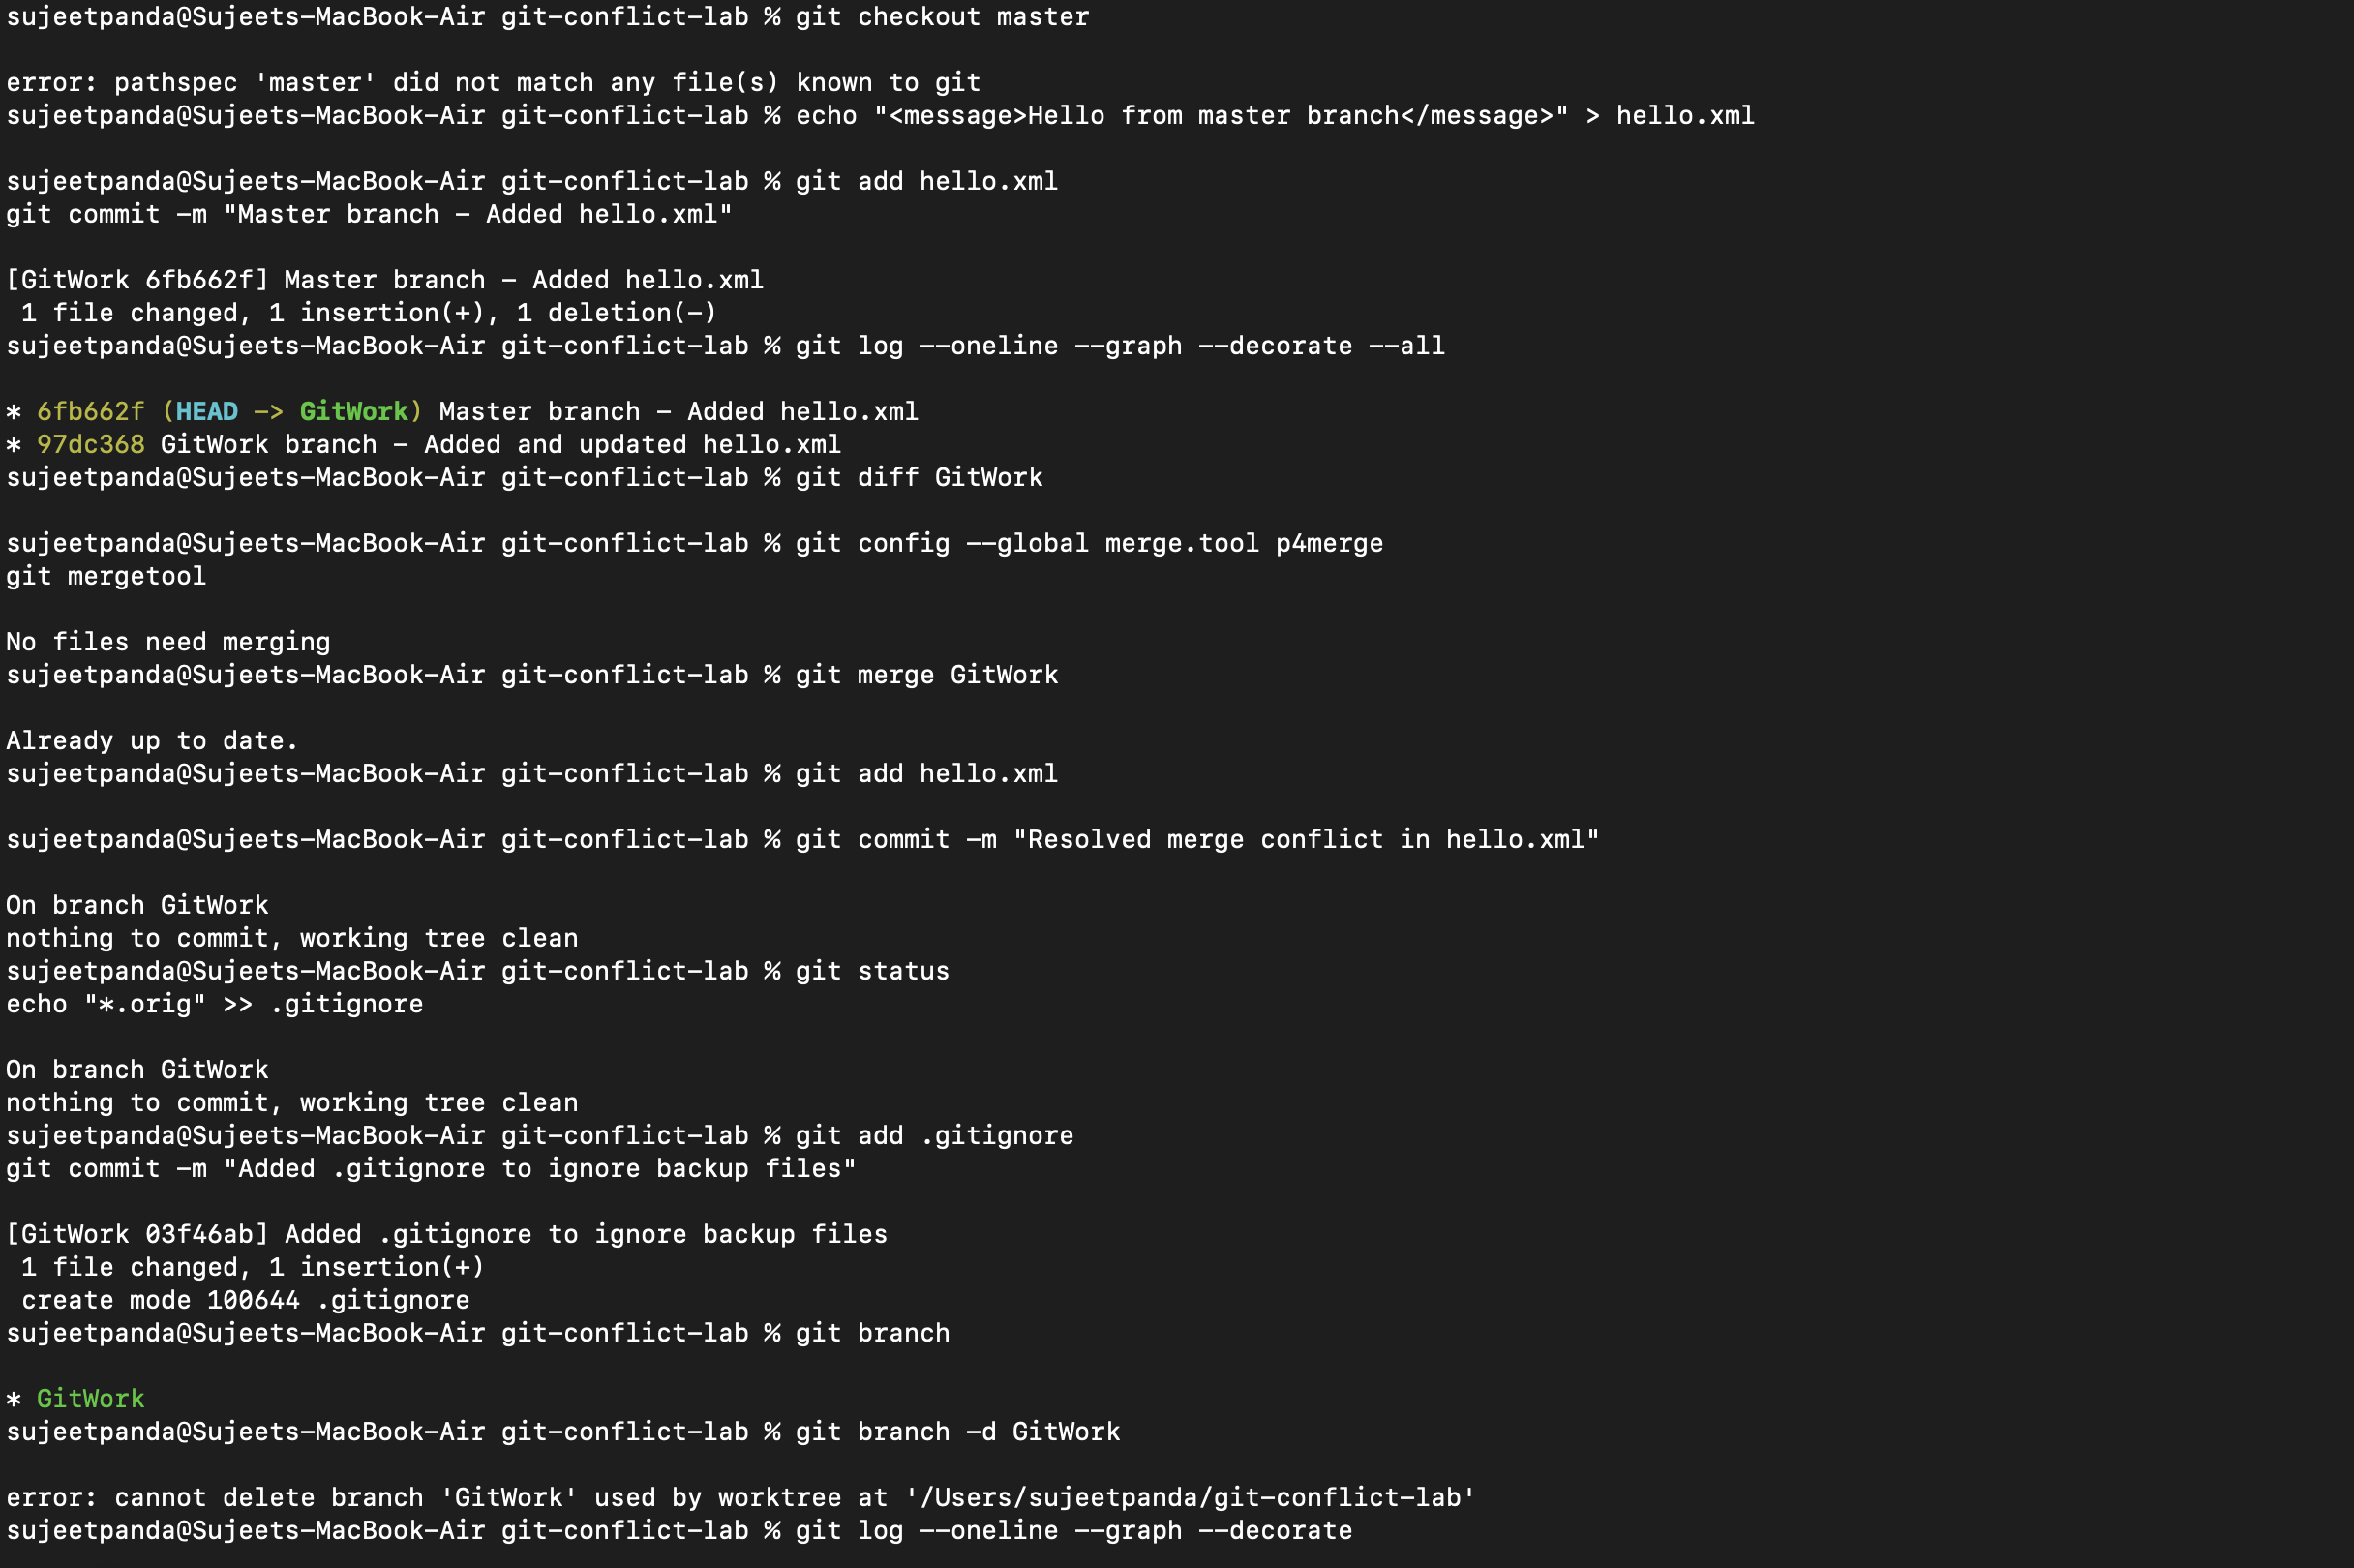 sujeetpanda@Sujeets-MacBook-Air git-conflict-lab % git checkout master
error: pathspec 'master' did not match any file(s) known to git
sujeetpanda@Sujeets-MacBook-Air git-conflict-lab % echo "<message>Hello from master branch</message>" > hello.xml
sujeetpanda@Sujeets-MacBook-Air git-conflict-lab % git add hello.xml
git commit -m "Master branch - Added hello.xml"
[GitWork 6fb662f] Master branch - Added hello.xml
 1 file changed, 1 insertion(+), 1 deletion(-)
sujeetpanda@Sujeets-MacBook-Air git-conflict-lab % git log --oneline --graph --decorate --all
* 6fb662f (HEAD -> GitWork) Master branch - Added hello.xml
* 97dc368 GitWork branch - Added and updated hello.xml
sujeetpanda@Sujeets-MacBook-Air git-conflict-lab % git diff GitWork
sujeetpanda@Sujeets-MacBook-Air git-conflict-lab % git config --global merge.tool p4merge
git mergetool
No files need merging
sujeetpanda@Sujeets-MacBook-Air git-conflict-lab % git merge GitWork
Already up to date.
sujeetpanda@Sujeets-MacBook-Air git-conflict-lab % git add hello.xml
sujeetpanda@Sujeets-MacBook-Air git-conflict-lab % git commit -m "Resolved merge conflict in hello.xml"
On branch GitWork
nothing to commit, working tree clean
sujeetpanda@Sujeets-MacBook-Air git-conflict-lab % git status
echo "*.orig" >> .gitignore
On branch GitWork
nothing to commit, working tree clean
sujeetpanda@Sujeets-MacBook-Air git-conflict-lab % git add .gitignore
git commit -m "Added .gitignore to ignore backup files"
[GitWork 03f46ab] Added .gitignore to ignore backup files
 1 file changed, 1 insertion(+)
 create mode 100644 .gitignore
sujeetpanda@Sujeets-MacBook-Air git-conflict-lab % git branch
* GitWork
sujeetpanda@Sujeets-MacBook-Air git-conflict-lab % git branch -d GitWork
error: cannot delete branch 'GitWork' used by worktree at '/Users/sujeetpanda/git-conflict-lab'
sujeetpanda@Sujeets-MacBook-Air git-conflict-lab % git log --oneline --graph --decorate